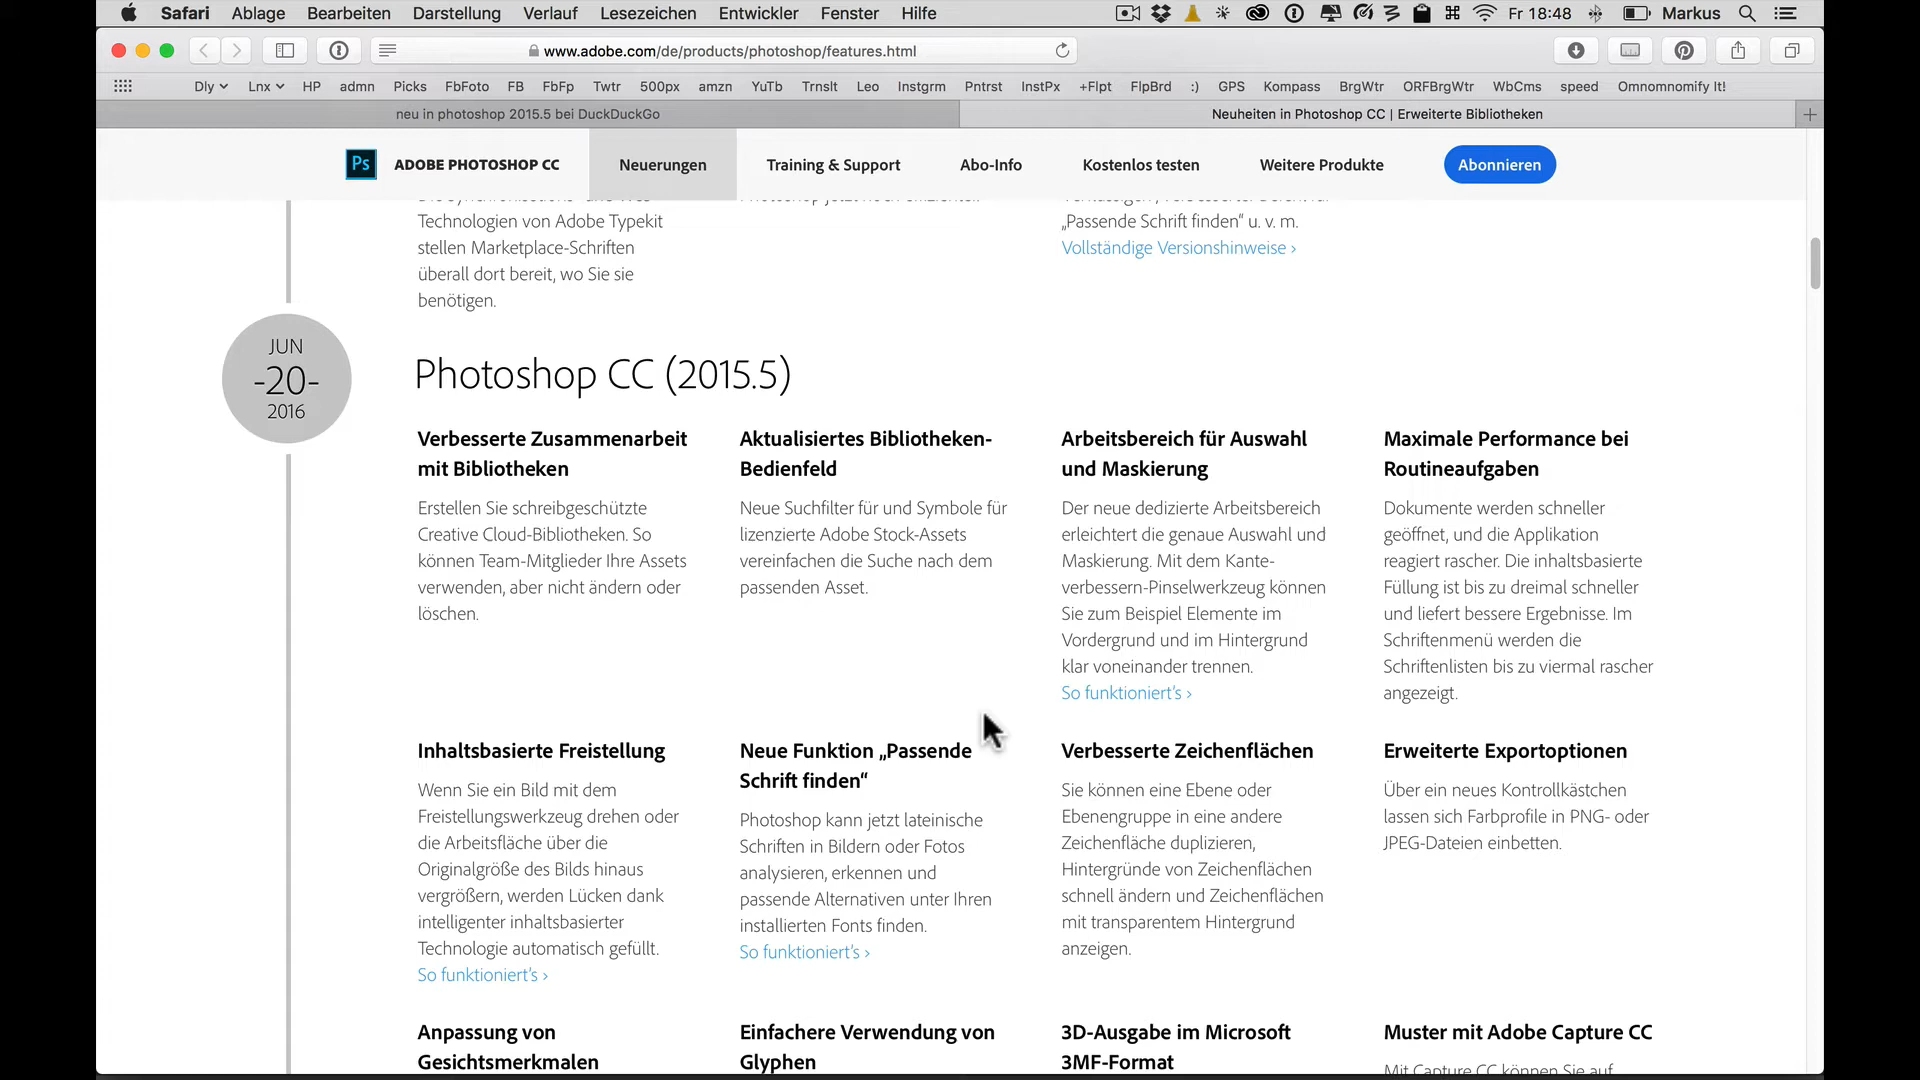 Safari Ablage Bearbeiten Darstellung Verlauf Lesezeichen Entwickler Fenster Hilfe Fr 18:48 Markus
www.adobe.com/de/products/photoshop/features.html
Dly Lnx HP admn Picks FbFoto FB FbFp Twtr 500px amzn YuTb Trnslt Leo Instgrm Pntrst InstPx +Flpt FlpBrd :) GPS Kompass BrgWtr ORFBrgWtr WbCms speed Omnomnomify It!
neu in photoshop 2015.5 bei DuckDuckGo
Neuheiten in Photoshop CC | Erweiterte Bibliotheken
Ps ADOBE PHOTOSHOP CC Neuerungen Training & Support Abo-Info Kostenlos testen Weitere Produkte Abonnieren
Technologien von Adobe Typekit
stellen Marketplace-Schriften
überall dort bereit, wo Sie sie
benötigen.
„Passende Schrift finden“ u. v. m.
Vollständige Versionshinweise ›
JUN
-20-
2016
Photoshop CC (2015.5)
Verbesserte Zusammenarbeit
mit Bibliotheken
Erstellen Sie schreibgeschützte
Creative Cloud-Bibliotheken. So
können Team-Mitglieder Ihre Assets
verwenden, aber nicht ändern oder
löschen.
Aktualisiertes Bibliotheken-
Bedienfeld
Neue Suchfilter für und Symbole für
lizenzierte Adobe Stock-Assets
vereinfachen die Suche nach dem
passenden Asset.
Arbeitsbereich für Auswahl
und Maskierung
Der neue dedizierte Arbeitsbereich
erleichtert die genaue Auswahl und
Maskierung. Mit dem Kante-
verbessern-Pinselwerkzeug können
Sie zum Beispiel Elemente im
Vordergrund und im Hintergrund
klar voneinander trennen.
So funktioniert’s ›
Maximale Performance bei
Routineaufgaben
Dokumente werden schneller
geöffnet, und die Applikation
reagiert rascher. Die inhaltsbasierte
Füllung ist bis zu dreimal schneller
und liefert bessere Ergebnisse. Im
Schriftenmenü werden die
Schriftenlisten bis zu viermal rascher
angezeigt.
Inhaltsbasierte Freistellung
Wenn Sie ein Bild mit dem
Freistellungswerkzeug drehen oder
die Arbeitsfläche über die
Originalgröße des Bilds hinaus
vergrößern, werden Lücken dank
intelligenter inhaltsbasierter
Technologie automatisch gefüllt.
So funktioniert’s ›
Neue Funktion „Passende
Schrift finden“
Photoshop kann jetzt lateinische
Schriften in Bildern oder Fotos
analysieren, erkennen und
passende Alternativen unter Ihren
installierten Fonts finden.
So funktioniert’s ›
Verbesserte Zeichenflächen
Sie können eine Ebene oder
Ebenengruppe in eine andere
Zeichenfläche duplizieren,
Hintergründe von Zeichenflächen
schnell ändern und Zeichenflächen
mit transparentem Hintergrund
anzeigen.
Erweiterte Exportoptionen
Über ein neues Kontrollkästchen
lassen sich Farbprofile in PNG- oder
JPEG-Dateien einbetten.
Anpassung von
Gesichtsmerkmalen
Einfachere Verwendung von
Glyphen
3D-Ausgabe im Microsoft
3MF-Format
Muster mit Adobe Capture CC
Mit Capture CC können Sie auf